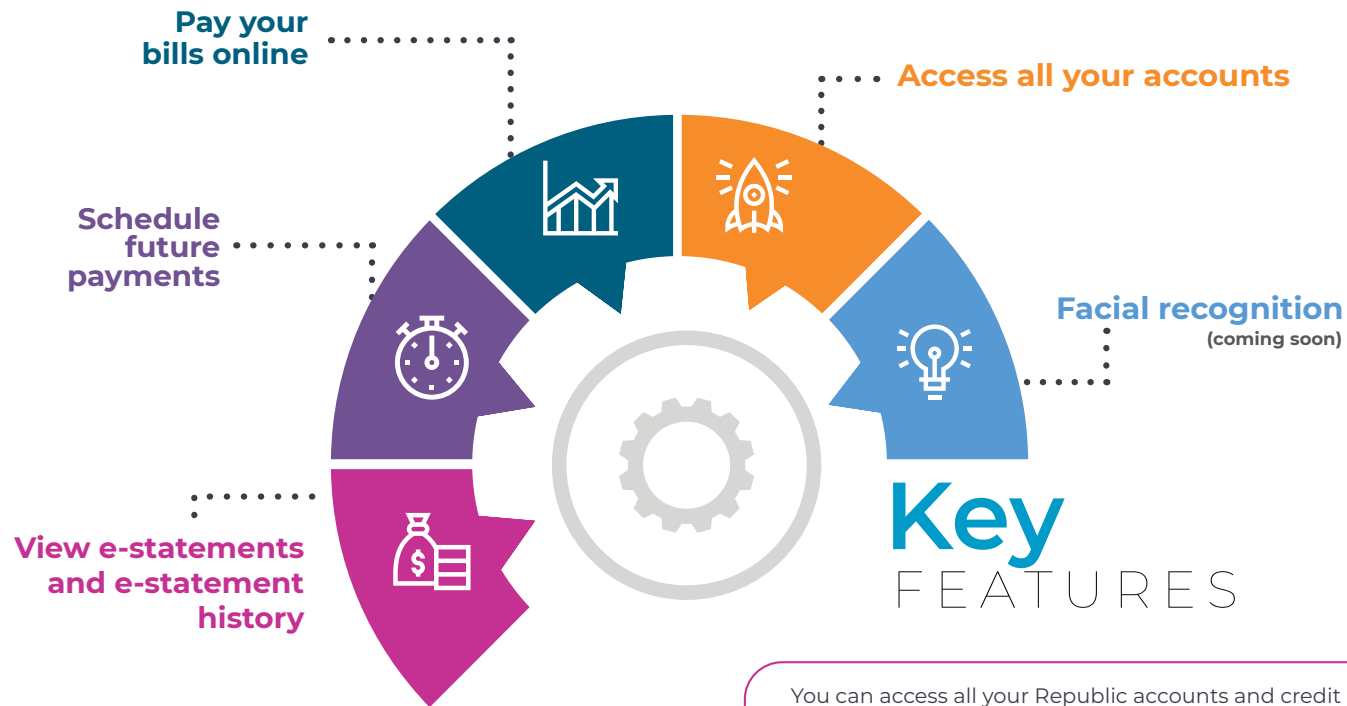 Pay your
bills online
Access all your accounts
Schedule
future
payments
Facial recognition
(coming soon)
$
View e-statements
and e-statement
history
Key
FEATURES
You can access all your Republic accounts and credit